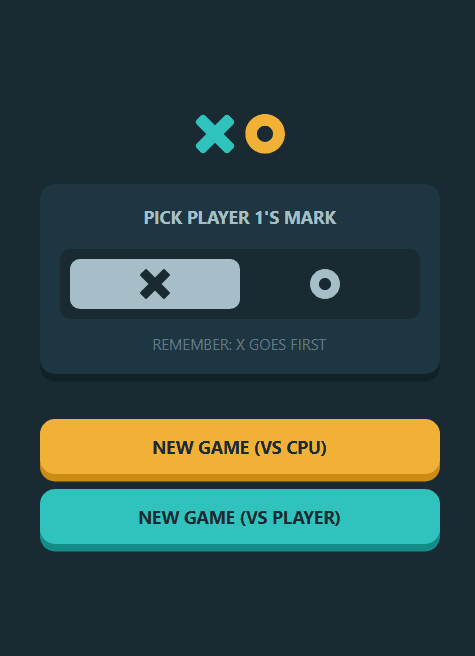 PICK PLAYER 1'S MARK
REMEMBER: X GOES FIRST
NEW GAME (VS CPU)
NEW GAME (VS PLAYER)